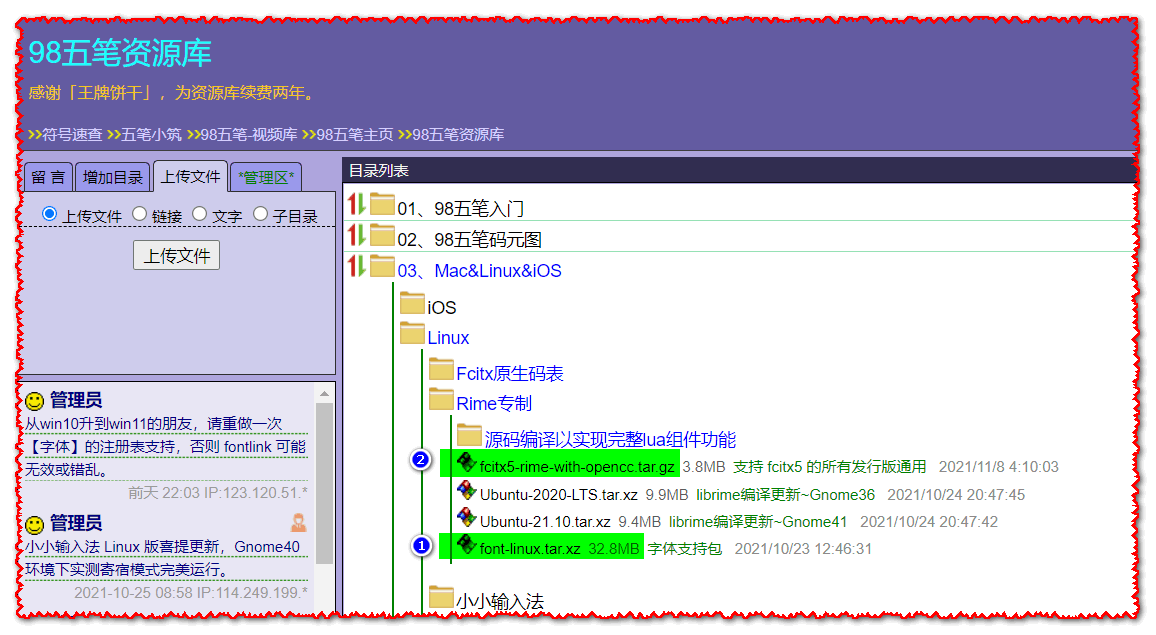 98五笔资源库
感谢「王牌饼干」，为资源库续费两年。
>>符号速查 >>五笔小筑 >>98五笔-视频库 >>98五笔主页 >>98五笔资源库
留 言 增加目录 上传文件 *管理区*
上传文件 链接 文字 子目录
上传文件
管理员
从win10升到win11的朋友，请重做一次
【字体】的注册表支持，否则 fontlink 可能
无效或错乱。
前天 22:03 IP:123.120.51.*
管理员
小小输入法 Linux 版喜提更新，Gnome40
环境下实测寄宿模式完美运行。
2021-10-25 08:58 IP:114.249.199.*
目录列表
01、98五笔入门
02、98五笔码元图
03、Mac&Linux&iOS
iOS
Linux
Fcitx原生码表
Rime专制
源码编译以实现完整lua组件功能
2 fcitx5-rime-with-opencc.tar.gz 3.8MB 支持 fcitx5 的所有发行版通用 2021/11/8 4:10:03
Ubuntu-2020-LTS.tar.xz 9.9MB librime编译更新~Gnome36 2021/10/24 20:47:45
Ubuntu-21.10.tar.xz 9.4MB librime编译更新~Gnome41 2021/10/24 20:47:42
1 font-linux.tar.xz 32.8MB 字体支持包 2021/10/23 12:46:31
小小输入法